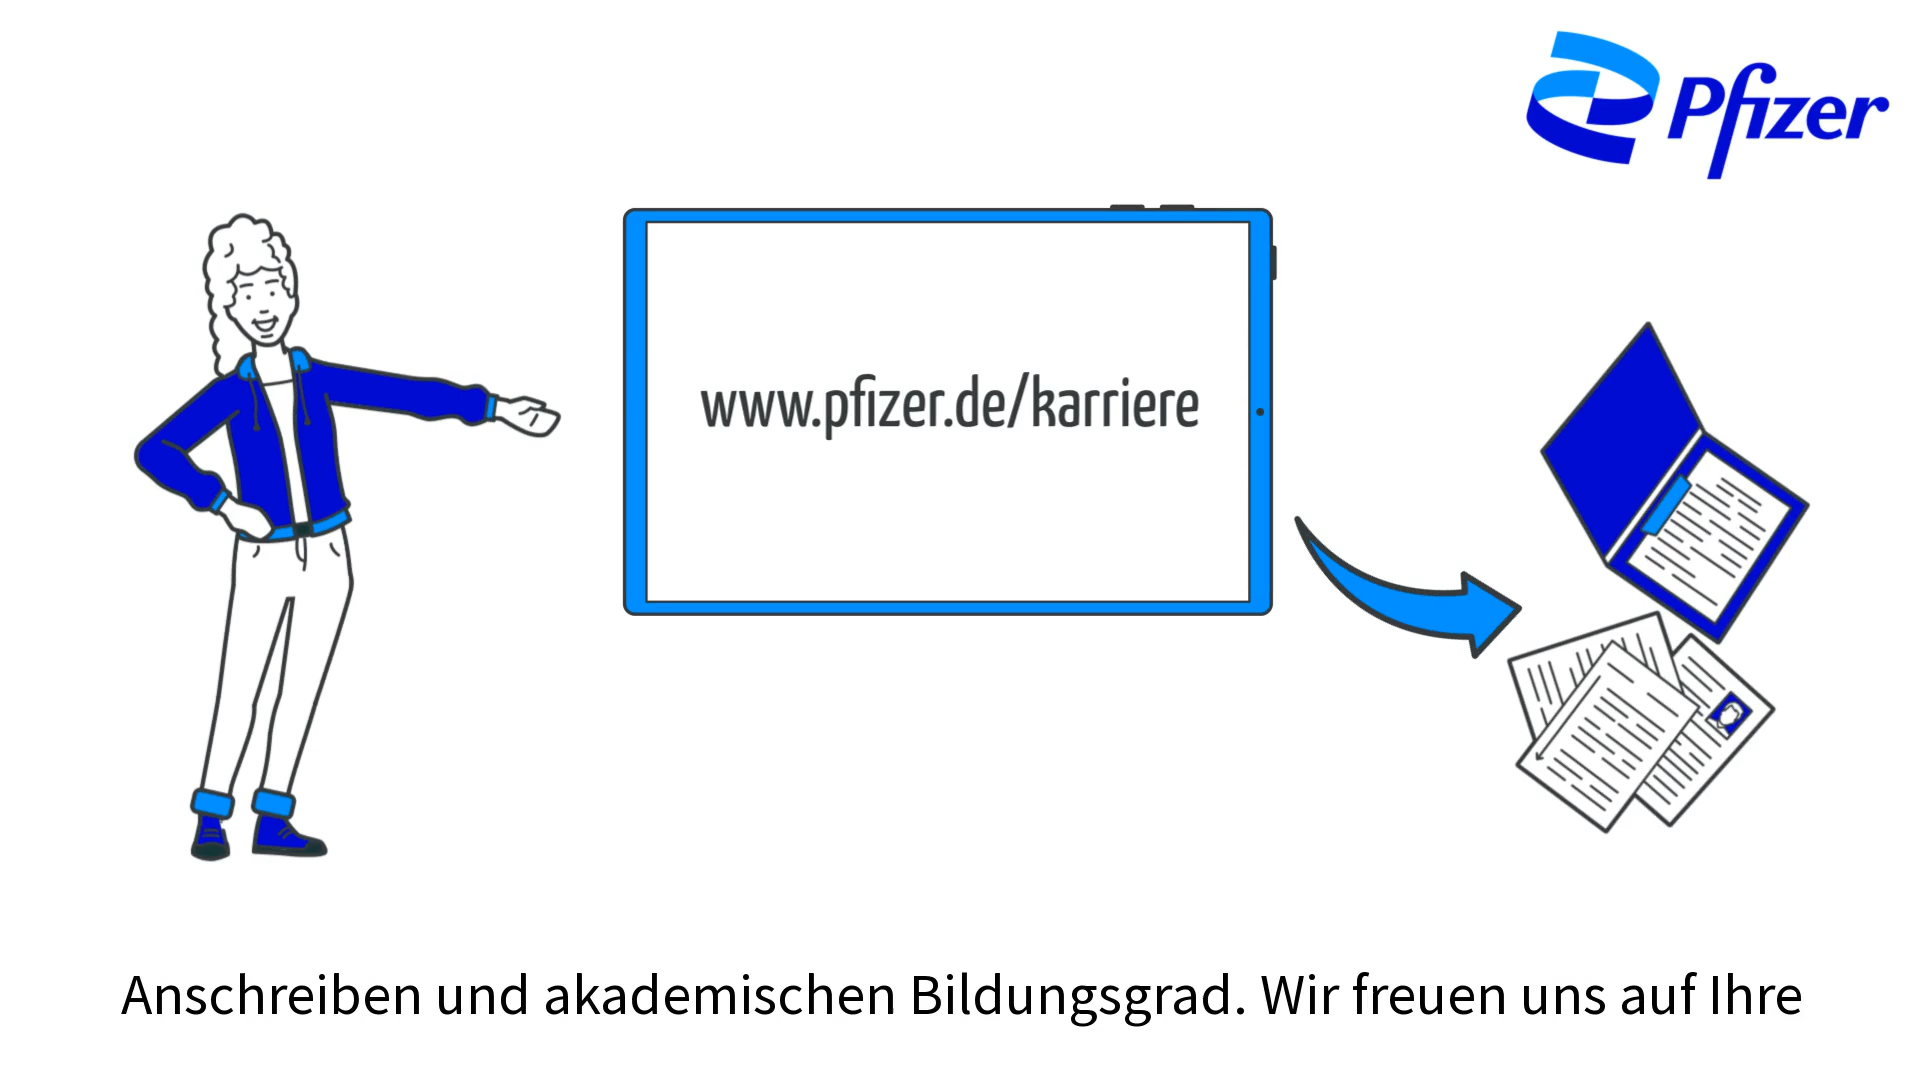 Pfizer
www.pfizer.de/karriere
Anschreiben und akademischen Bildungsgrad. Wir freuen uns auf Ihre